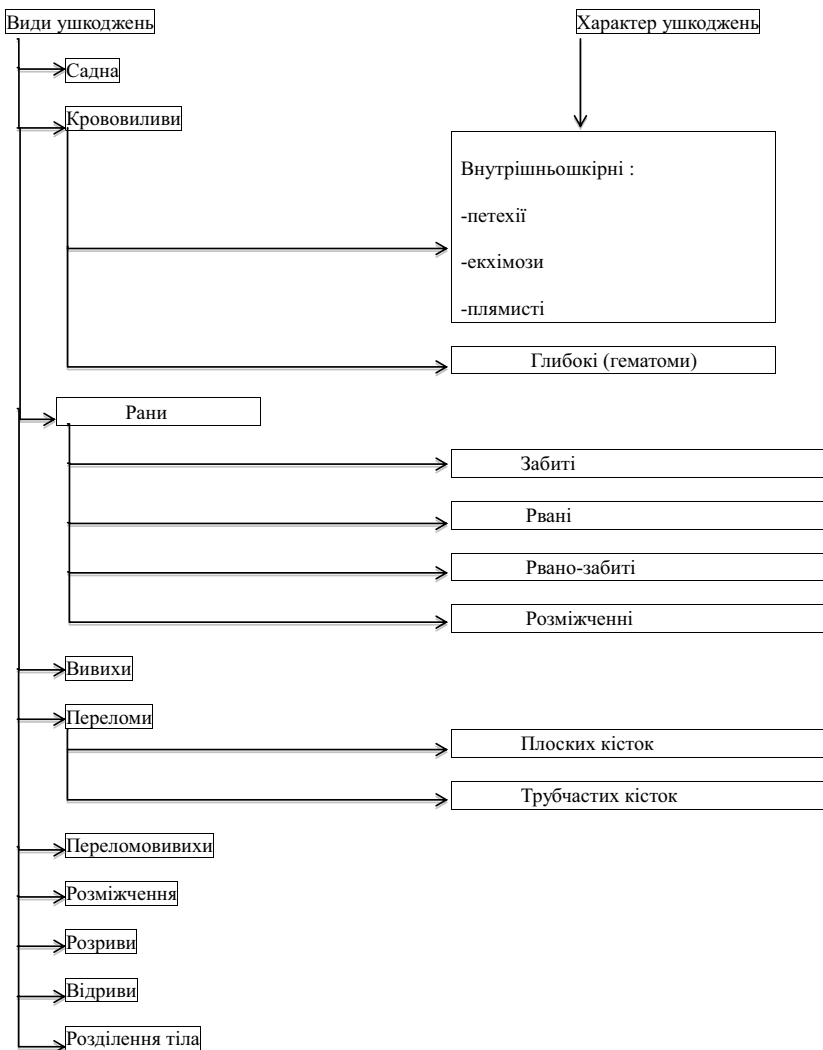 Види ушкоджень
Характер ушкоджень
Садна
Крововиливи
Внутрішньошкірні :
-петехії
-екхімози
-плямисті
Глибокі (гематоми)
Рани
Забиті
Рвані
Рвано-забиті
Розміжченні
Вивихи
Переломи
Плоских кісток
Трубчастих кісток
Переломовивихи
Розміжчення
Розриви
Відриви
Розділення тіла